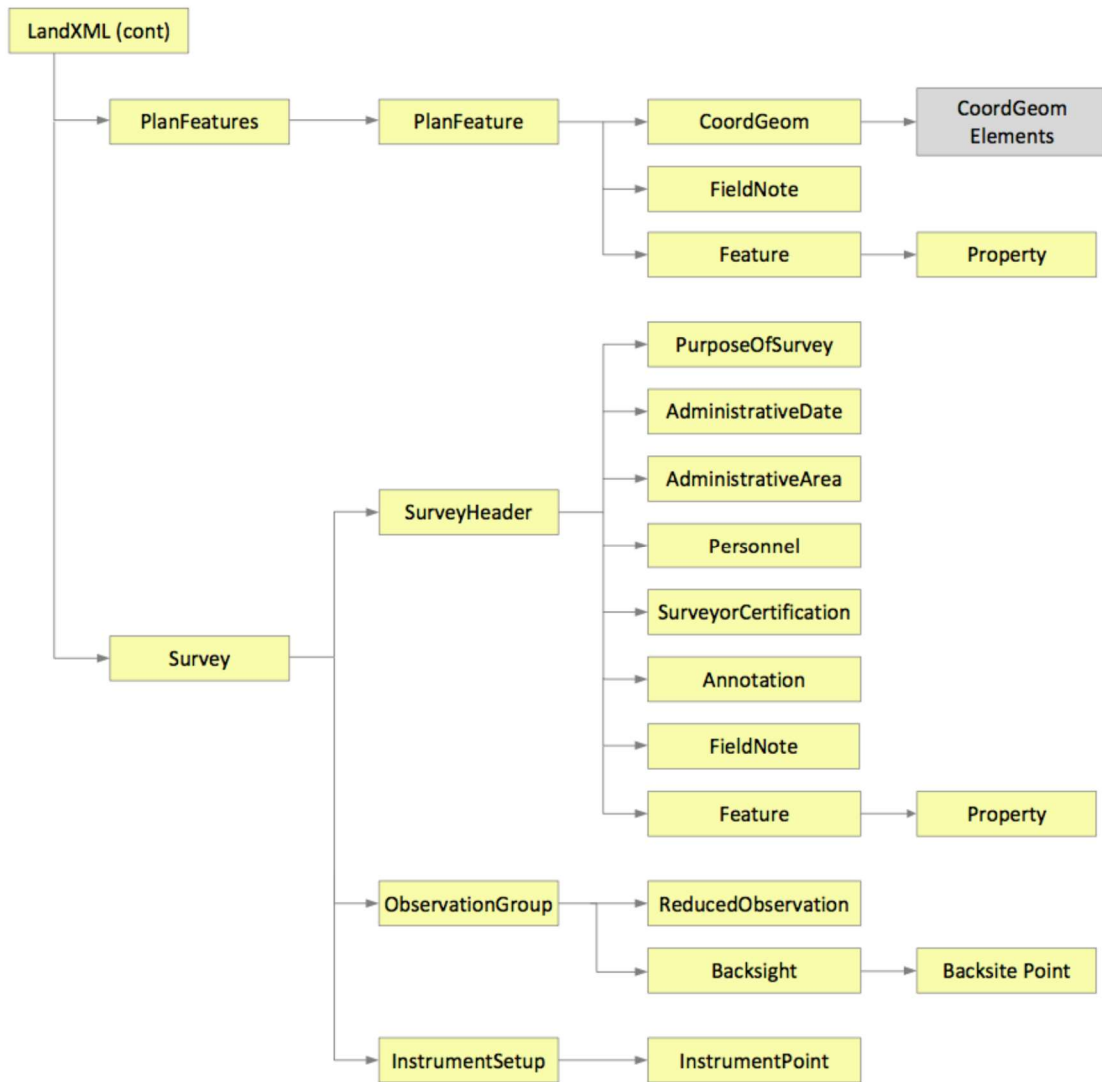 LandXML (cont)
PlanFeatures
PlanFeature
CoordGeom
CoordGeom
Elements
FieldNote
Feature
Property
PurposeOfSurvey
AdministrativeDate
AdministrativeArea
SurveyHeader
Personnel
SurveyorCertification
Survey
Annotation
FieldNote
Feature
Property
ObservationGroup
ReducedObservation
Backsight
Backsite Point
InstrumentSetup
InstrumentPoint